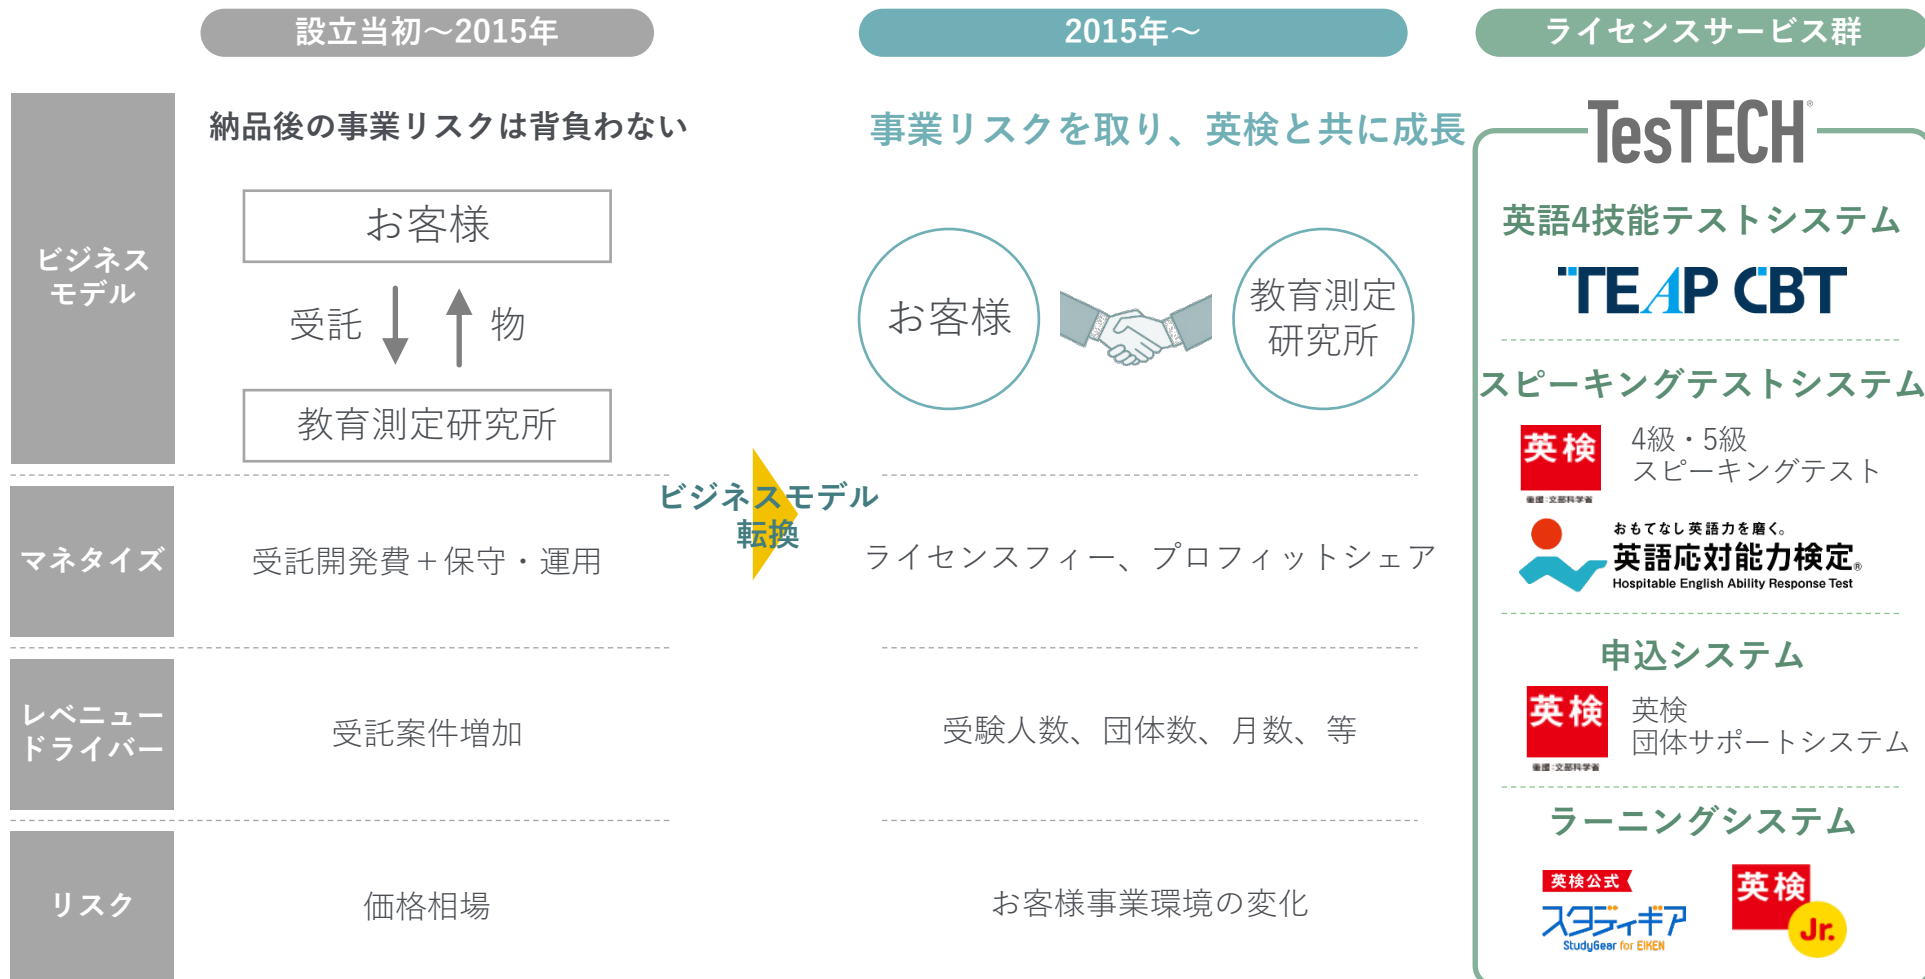 設立当初～2015年
2015年～
ライセンスサービス群
ビジネス
モデル
納品後の事業リスクは背負わない
お客様
受託
物
教育測定研究所
事業リスクを取り、英検と共に成長
お客様
教育測定
研究所
ビジネスモデル
転換
マネタイズ
受託開発費＋保守・運用
ライセンスフィー、プロフィットシェア
レベニュー
ドライバー
受託案件増加
受験人数、団体数、月数、等
リスク
価格相場
お客様事業環境の変化
TesTECH®
英語4技能テストシステム
TEAP CBT
スピーキングテストシステム
英検
後援：文部科学省
4級・5級
スピーキングテスト
おもてなし英語力を磨く。
英語応対能力検定®
Hospitable English Ability Response Test
申込システム
英検
後援：文部科学省
英検
団体サポートシステム
ラーニングシステム
英検公式
スタディギア
StudyGear for EIKEN
英検
Jr.